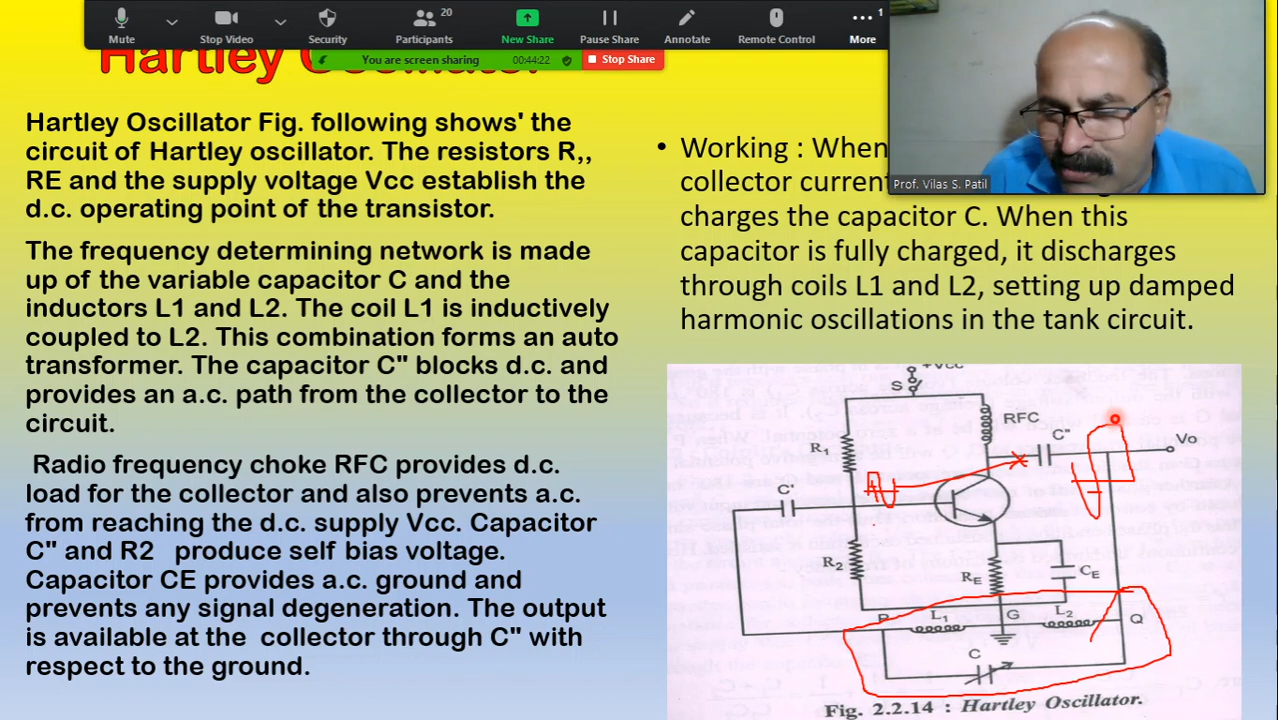 Mute
Stop Video
Security
20
Participants
New Share
Pause Share
Annotate
Remote Control
1
More
You are screen sharing
00:44:22
Stop Share
Hartley
Hartley Oscillator Fig. following shows' the
circuit of Hartley oscillator. The resistors R,,
RE and the supply voltage Vcc establish the
d.c. operating point of the transistor.
The frequency determining network is made
up of the variable capacitor C and the
inductors L1 and L2. The coil L1 is inductively
coupled to L2. This combination forms an auto
transformer. The capacitor C" blocks d.c. and
provides an a.c. path from the collector to the
circuit.
Radio frequency choke RFC provides d.c.
load for the collector and also prevents a.c.
from reaching the d.c. supply Vcc. Capacitor
C" and R2 produce self bias voltage.
Capacitor CE provides a.c. ground and
prevents any signal degeneration. The output
is available at the collector through C" with
respect to the ground.
Prof. Vilas S. Patil
• Working : When
collector current
charges the capacitor C. When this
capacitor is fully charged, it discharges
through coils L1 and L2, setting up damped
harmonic oscillations in the tank circuit.
+Vcc
S
RFC
R1
C"
Vo
C'
R2
RE
CE
P
L1
G
L2
Q
C
Fig. 2.2.14 : Hartley Oscillator.